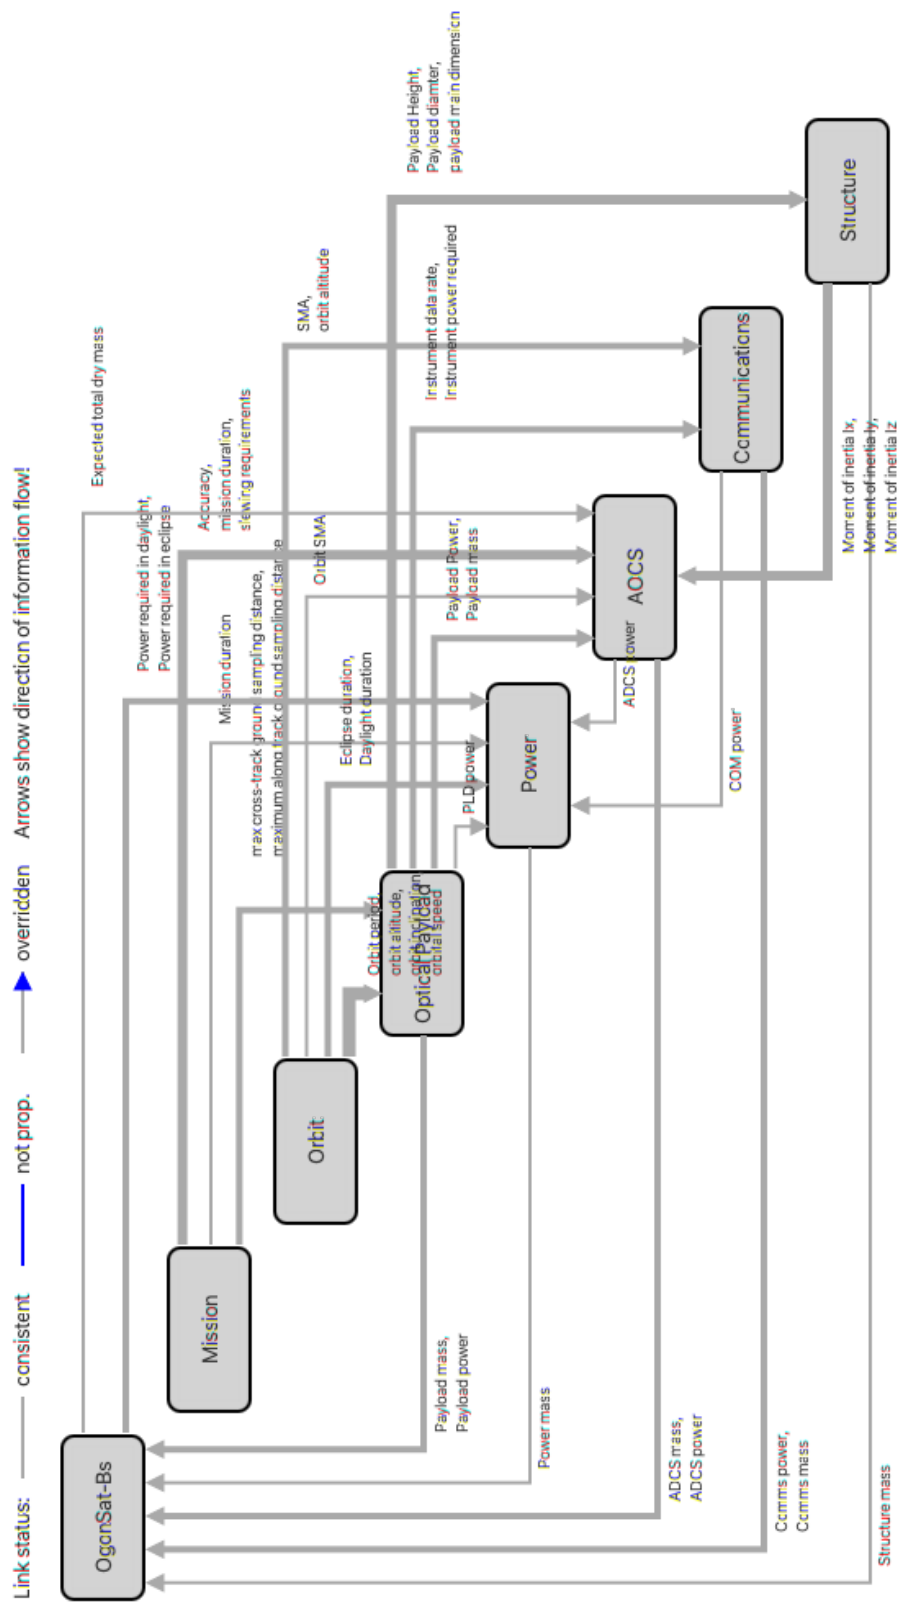 Link status:
consistent
not prop.
overridden
Arrows show direction of information flow!
OganSat-Bs
Mission
Orbit
Optical Payload
Power
AOCS
Communications
Structure
Expected total dry mass
Power required in daylight,
Power required in eclipse
Accuracy,
mission duration,
slewing requirements
Mission duration
max cross-track ground sampling distance,
maximum along track ground sampling distance
SMA,
orbit altitude
Orbit SMA
Eclipse duration,
Daylight duration
Orbit period,
orbit altitude,
orbit inclination,
orbital speed
Payload Height,
Payload diamter,
payload main dimension
Instrument data rate,
Instrument power required
Payload Power,
Payload mass
PLD power
ADCS power
COM power
Moment of inertia Ix,
Moment of inertia Iy,
Moment of inertia Iz
Payload mass,
Payload power
Power mass
ADCS mass,
ADCS power
Comms power,
Comms mass
Structure mass